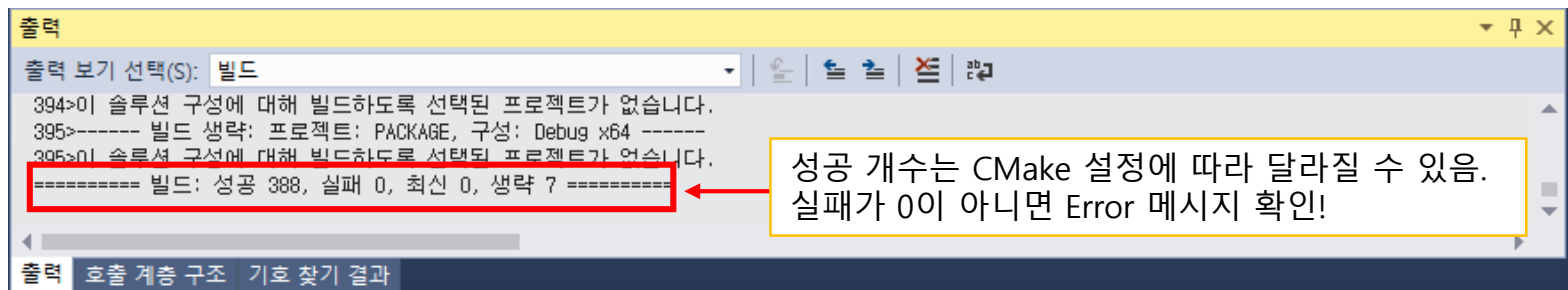 출력
출력 보기 선택(S): 빌드
394>이 솔루션 구성에 대해 빌드하도록 선택된 프로젝트가 없습니다.
395>------ 빌드 생략: 프로젝트: PACKAGE, 구성: Debug x64 ------
395>이 솔루션 구성에 대해 빌드하도록 선택된 프로젝트가 없습니다.
========== 빌드: 성공 388, 실패 0, 최신 0, 생략 7 ==========
성공 개수는 CMake 설정에 따라 달라질 수 있음.
실패가 0이 아니면 Error 메시지 확인!
출력 호출 계층 구조 기호 찾기 결과